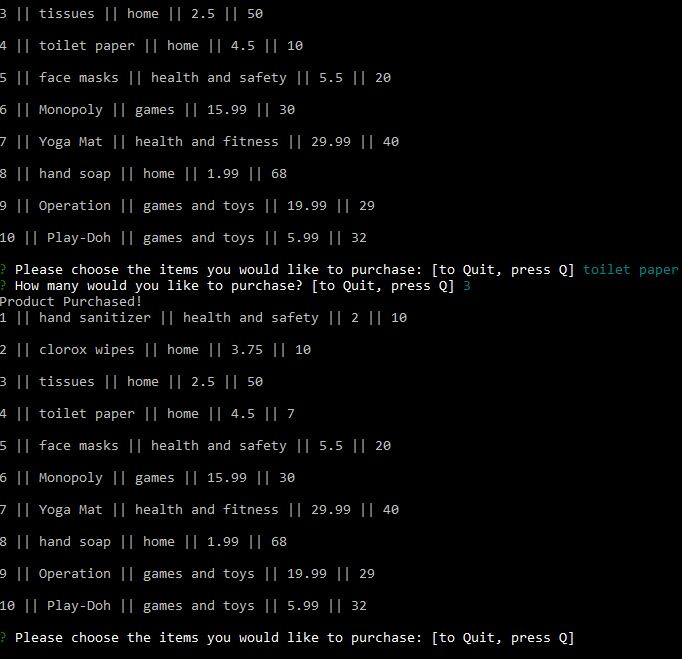 3 || tissues || home || 2.5 || 50
4 || toilet paper || home || 4.5 || 10
5 || face masks || health and safety || 5.5 || 20
6 || Monopoly || games || 15.99 || 30
7 || Yoga Mat || health and fitness || 29.99 || 40
8 || hand soap || home || 1.99 || 68
9 || Operation || games and toys || 19.99 || 29
10 || Play-Doh || games and toys || 5.99 || 32
? Please choose the items you would like to purchase: [to Quit, press Q] toilet paper
? How many would you like to purchase? [to Quit, press Q] 3
Product Purchased!
1 || hand sanitizer || health and safety || 2 || 10
2 || clorox wipes || home || 3.75 || 10
3 || tissues || home || 2.5 || 50
4 || toilet paper || home || 4.5 || 7
5 || face masks || health and safety || 5.5 || 20
6 || Monopoly || games || 15.99 || 30
7 || Yoga Mat || health and fitness || 29.99 || 40
8 || hand soap || home || 1.99 || 68
9 || Operation || games and toys || 19.99 || 29
10 || Play-Doh || games and toys || 5.99 || 32
? Please choose the items you would like to purchase: [to Quit, press Q]